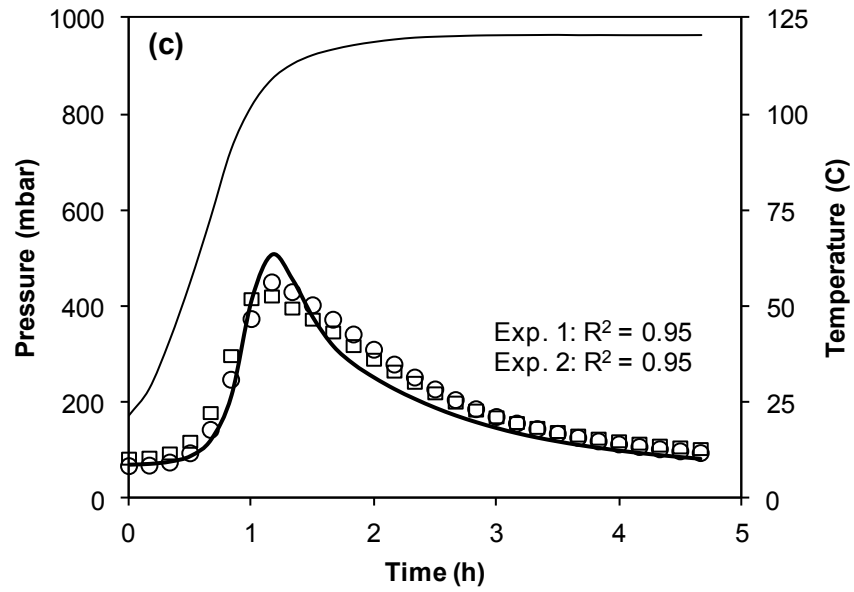 (c)
1000
800
600
400
200
0
Pressure (mbar)
125
100
75
50
25
0
Temperature (C)
Exp. 1: R² = 0.95
Exp. 2: R² = 0.95
0 1 2 3 4 5
Time (h)